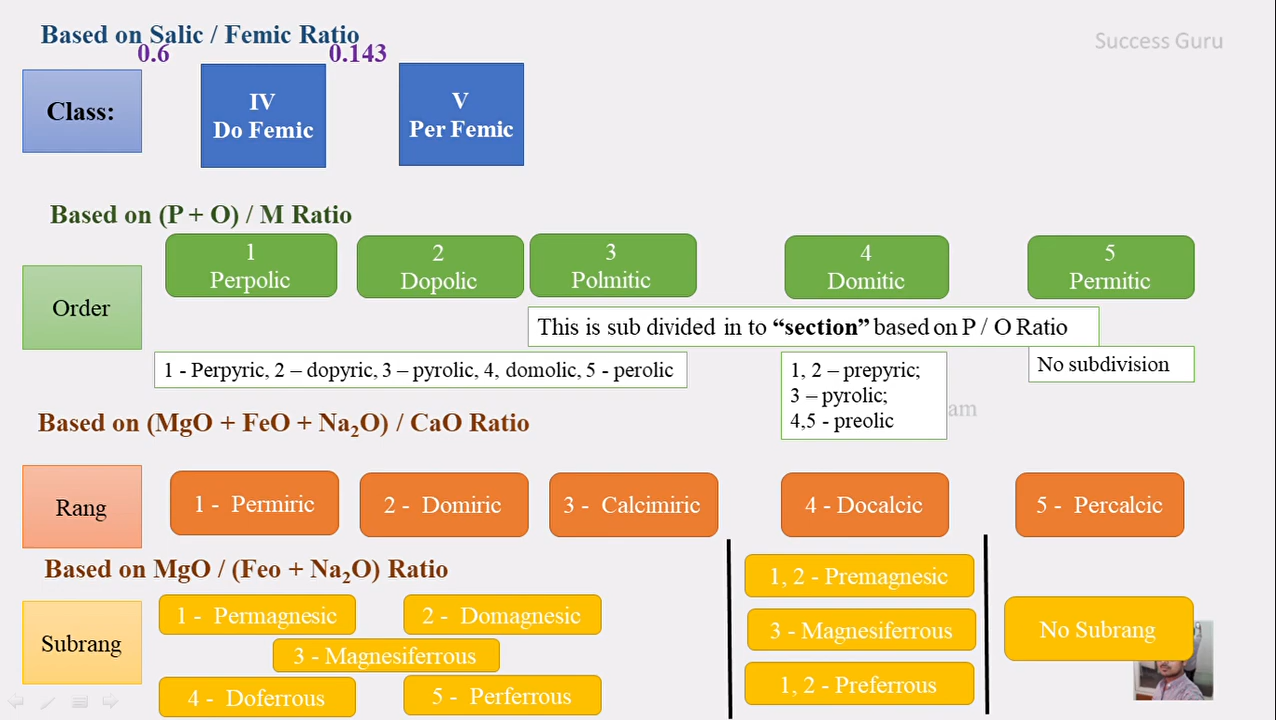 Based on Salic / Femic Ratio
Success Guru
0.6
0.143
Class:
IV
Do Femic
V
Per Femic
Based on (P + O) / M Ratio
Order
1
Perpolic
2
Dopolic
3
Polmitic
4
Domitic
5
Permitic
This is sub divided in to “section” based on P / O Ratio
1 - Perpyric, 2 – dopyric, 3 – pyrolic, 4, domolic, 5 - perolic
1, 2 – prepyric;
3 – pyrolic;
4,5 - preolic
No subdivision
Based on (MgO + FeO + Na₂O) / CaO Ratio
Rang
1 - Permiric
2 - Domiric
3 - Calcimiric
4 - Docalcic
5 - Percalcic
Based on MgO / (Feo + Na₂O) Ratio
Subrang
1 - Permagnesic
2 - Domagnesic
3 - Magnesiferrous
4 - Doferrous
5 - Perferrous
1, 2 - Premagnesic
3 - Magnesiferrous
1, 2 - Preferrous
No Subrang